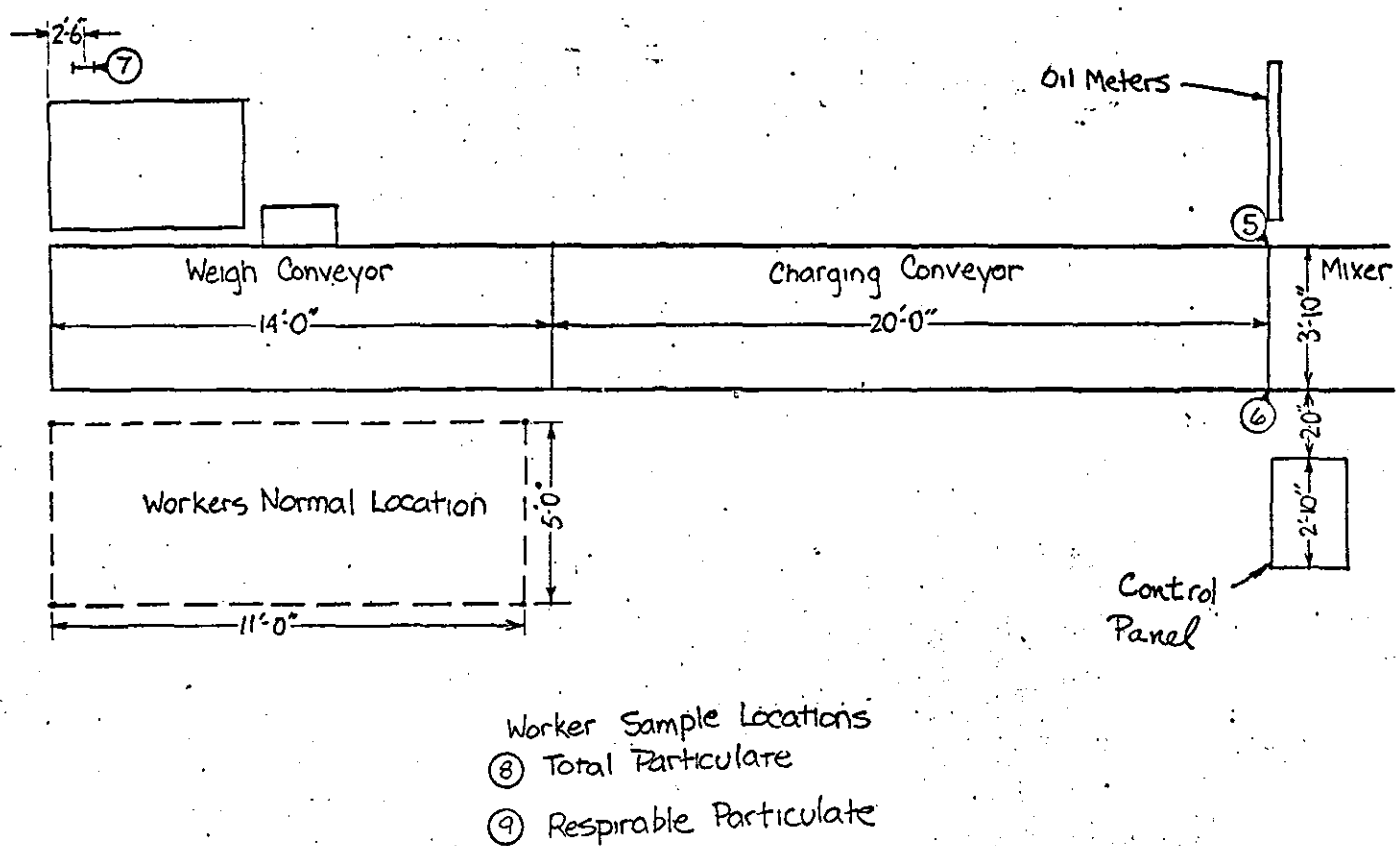 2'-6"
⑦
Oil Meters
⑤
Weigh Conveyor
Charging Conveyor
Mixer
14'-0"
20'-0"
3'-10"
⑥
2'-0"
Workers Normal Location
5'-0"
2'-10"
11'-0"
Control
Panel
Worker Sample Locations
⑧ Total Particulate
⑨ Respirable Particulate